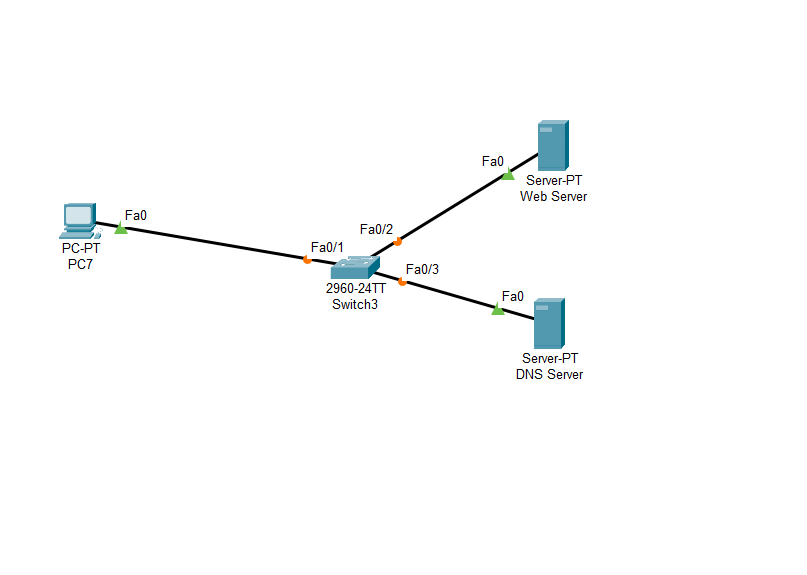 Fa0
Server-PT
Web Server
Fa0
PC-PT
PC7
Fa0/2
Fa0/1
Fa0/3
2960-24TT
Switch3
Fa0
Server-PT
DNS Server